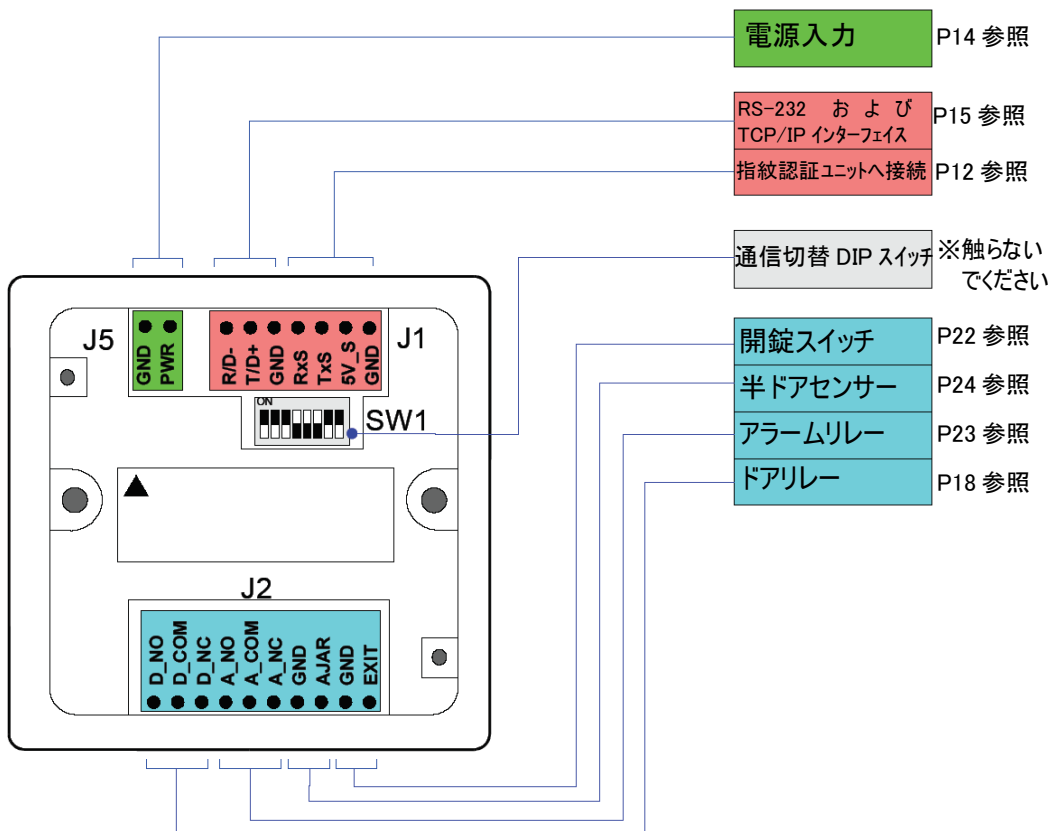 電源入力 P14 参照
RS-232 および P15 参照
TCP/IP インターフェイス
指紋認証ユニットへ接続 P12 参照
通信切替 DIP スイッチ ※触らない
でください
J5 GND PWR
R/D- T/D+ GND RxS TxS 5V_S GND J1
ON
SW1
開錠スイッチ P22 参照
半ドアセンサー P24 参照
アラームリレー P23 参照
ドアリレー P18 参照
J2
D_NO D_COM D_NC A_NO A_COM A_NC GND AJAR GND EXIT